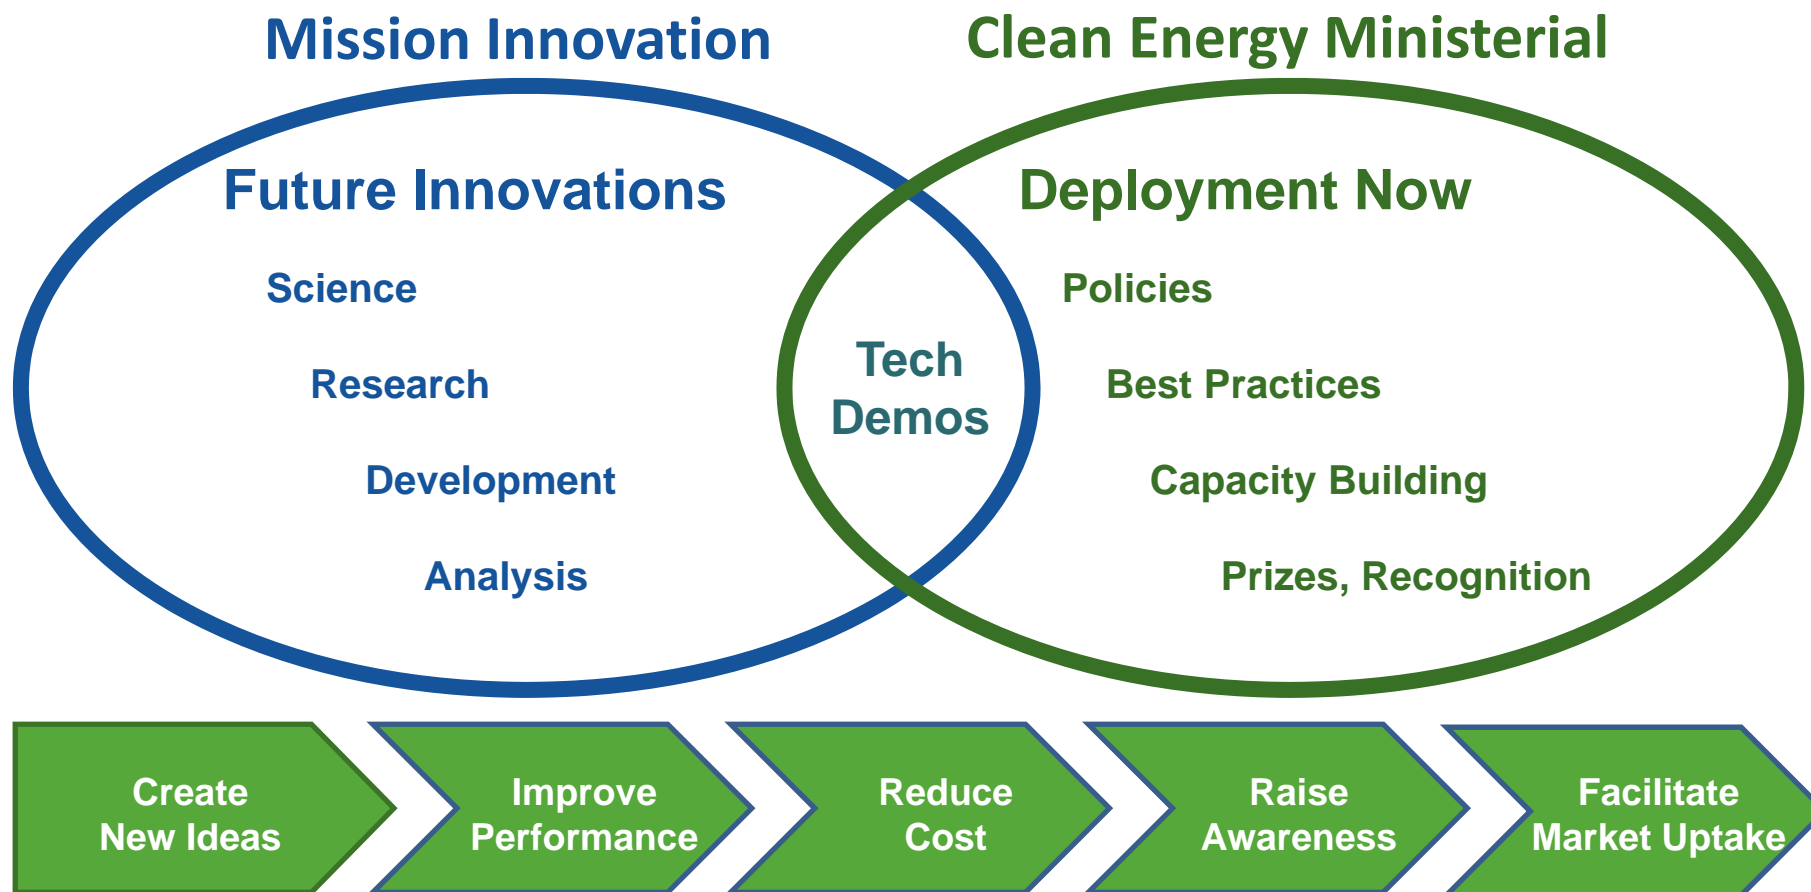 Mission Innovation
Clean Energy Ministerial
Future Innovations
Science
Research
Development
Analysis
Tech
Demos
Deployment Now
Policies
Best Practices
Capacity Building
Prizes, Recognition
Create
New Ideas
Improve
Performance
Reduce
Cost
Raise
Awareness
Facilitate
Market Uptake